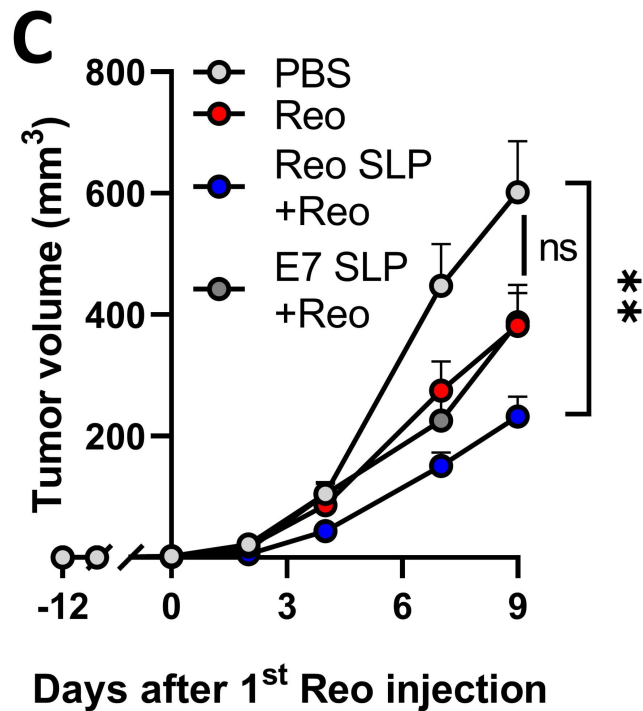 C
Tumor volume (mm³)
800
600
400
200
PBS
Reo
Reo SLP
+Reo
E7 SLP
+Reo
ns
**
-12 0 3 6 9
Days after 1st Reo injection